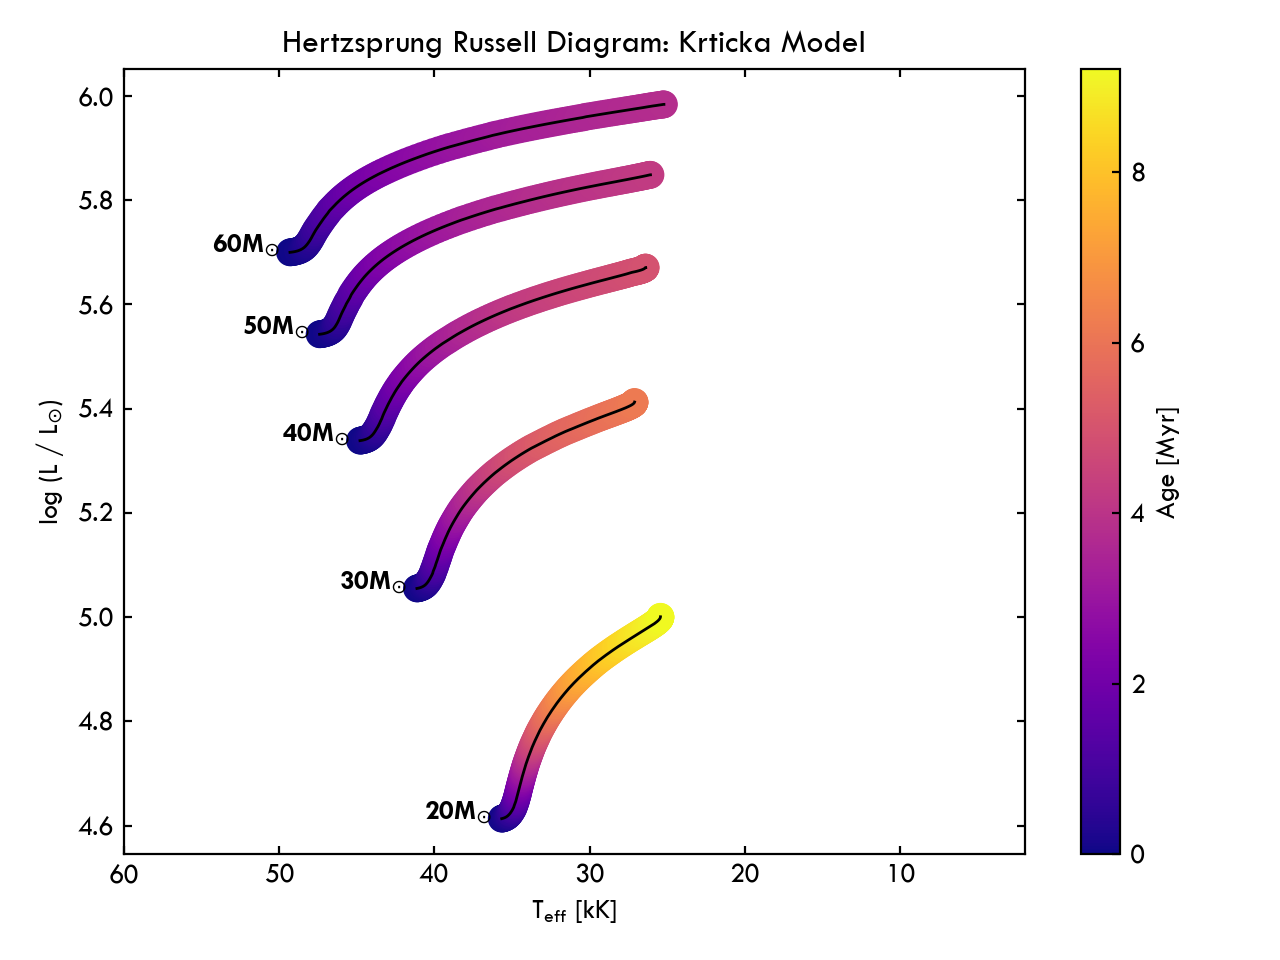 Hertzsprung Russell Diagram: Krticka Model
6.0
5.8
5.6
5.4
5.2
5.0
4.8
4.6
log (L / L☉)
60M☉
50M☉
40M☉
30M☉
20M☉
60
50
40
30
20
10
T_eff [kK]
8
6
4
2
0
Age [Myr]